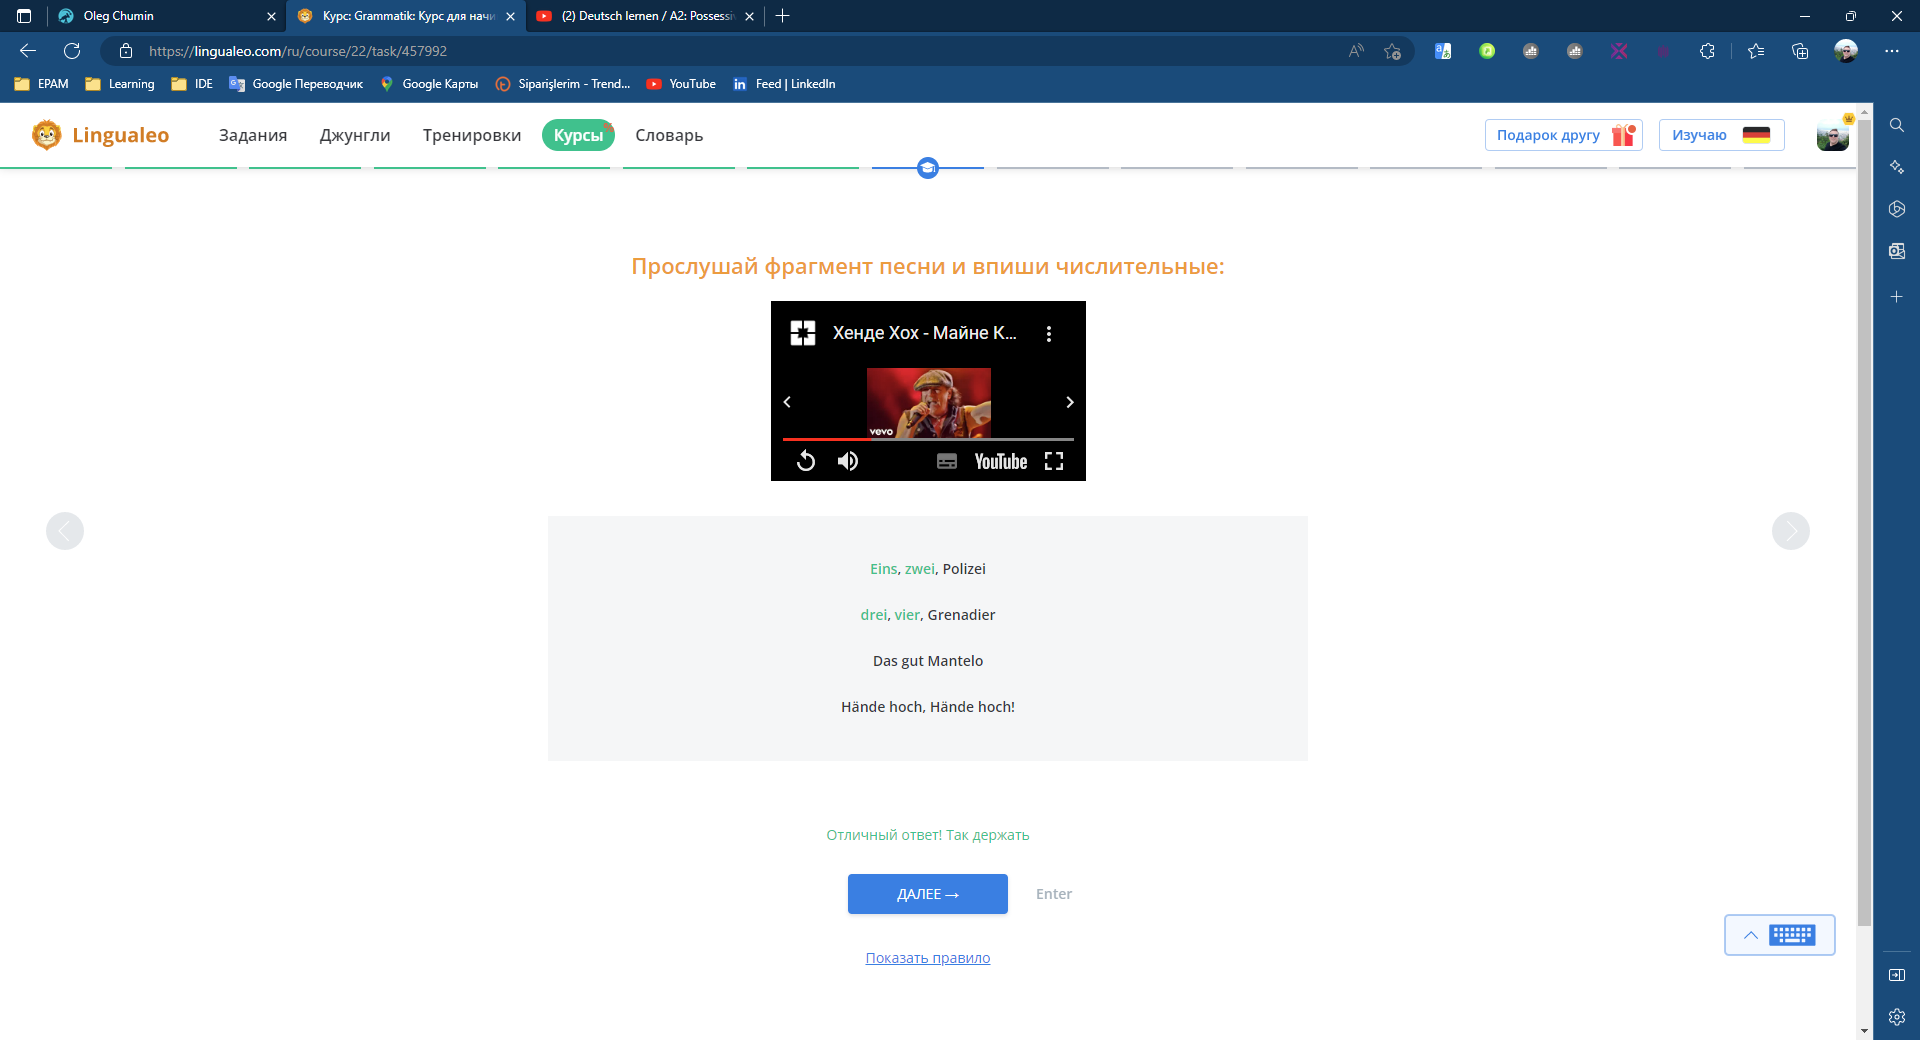 Oleg Chumin
Курс: Grammatik: Курс для начи
(2) Deutsch lernen / A2: Possessiv
https://lingualeo.com/ru/course/22/task/457992
EPAM
Learning
IDE
Google Переводчик
Google Карты
Siparişlerim - Trend...
YouTube
Feed | LinkedIn
Lingualeo
Задания
Джунгли
Тренировки
Курсы
Словарь
Подарок другу
Изучаю
Прослушай фрагмент песни и впиши числительные:
Хенде Хох - Майне К...
vevo
YouTube
Eins, zwei, Polizei
drei, vier, Grenadier
Das gut Mantelo
Hände hoch, Hände hoch!
Отличный ответ! Так держать
ДАЛЕЕ →
Enter
Показать правило